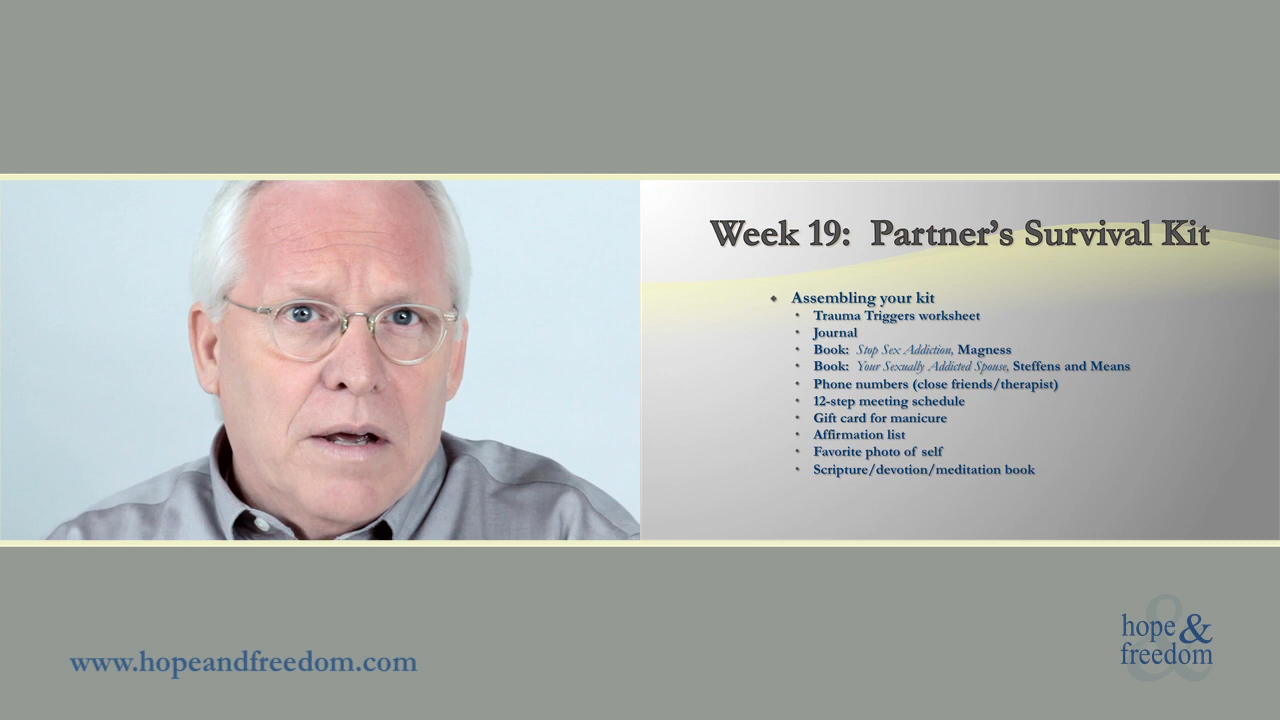 Week 19: Partner's Survival Kit
Assembling your kit
Trauma Triggers worksheet
Journal
Book: Stop Sex Addiction, Magness
Book: Your Sexually Addicted Spouse, Steffens and Means
Phone numbers (close friends/therapist)
12-step meeting schedule
Gift card for manicure
Affirmation list
Favorite photo of self
Scripture/devotion/meditation book
www.hopeandfreedom.com
hope &
freedom